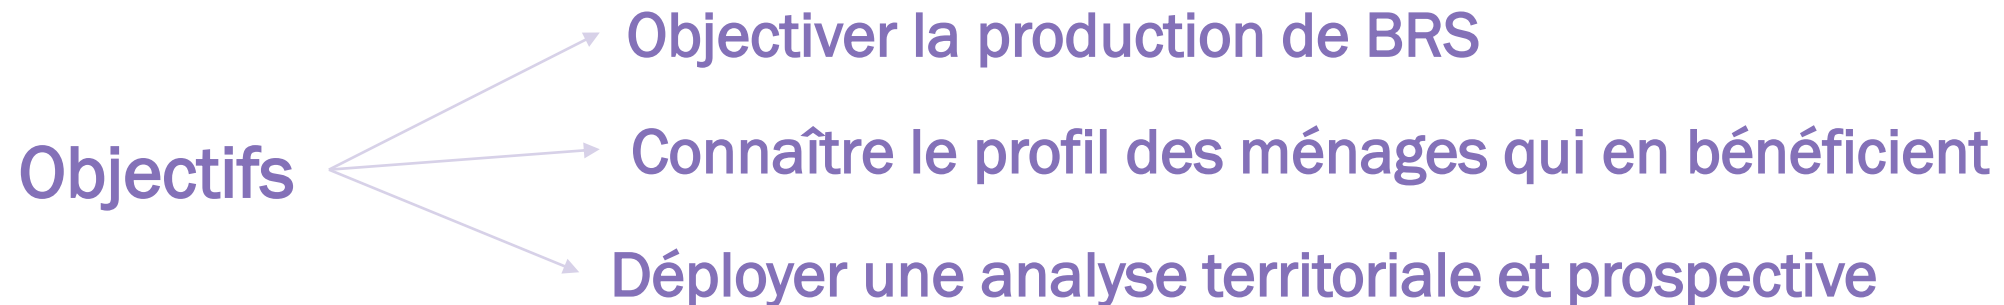 Objectifs
Objectiver la production de BRS
Connaître le profil des ménages qui en bénéficient
Déployer une analyse territoriale et prospective